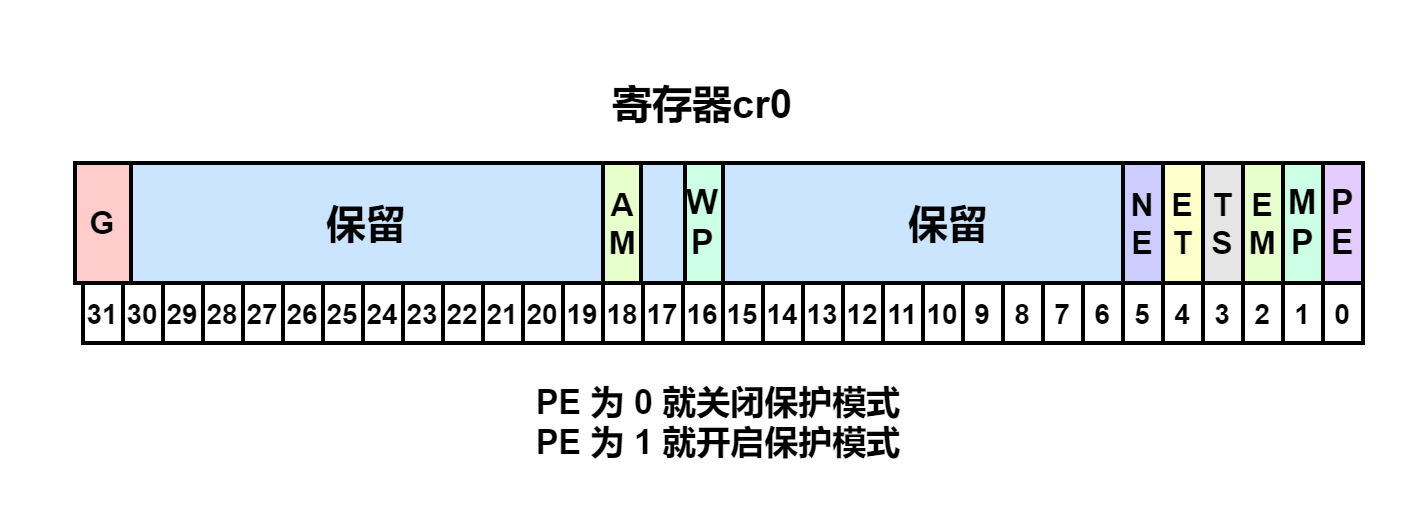 寄存器cr0
G 保留 AM WP 保留 NE ET TS EM MP PE
31 30 29 28 27 26 25 24 23 22 21 20 19 18 17 16 15 14 13 12 11 10 9 8 7 6 5 4 3 2 1 0
PE 为 0 就关闭保护模式
PE 为 1 就开启保护模式